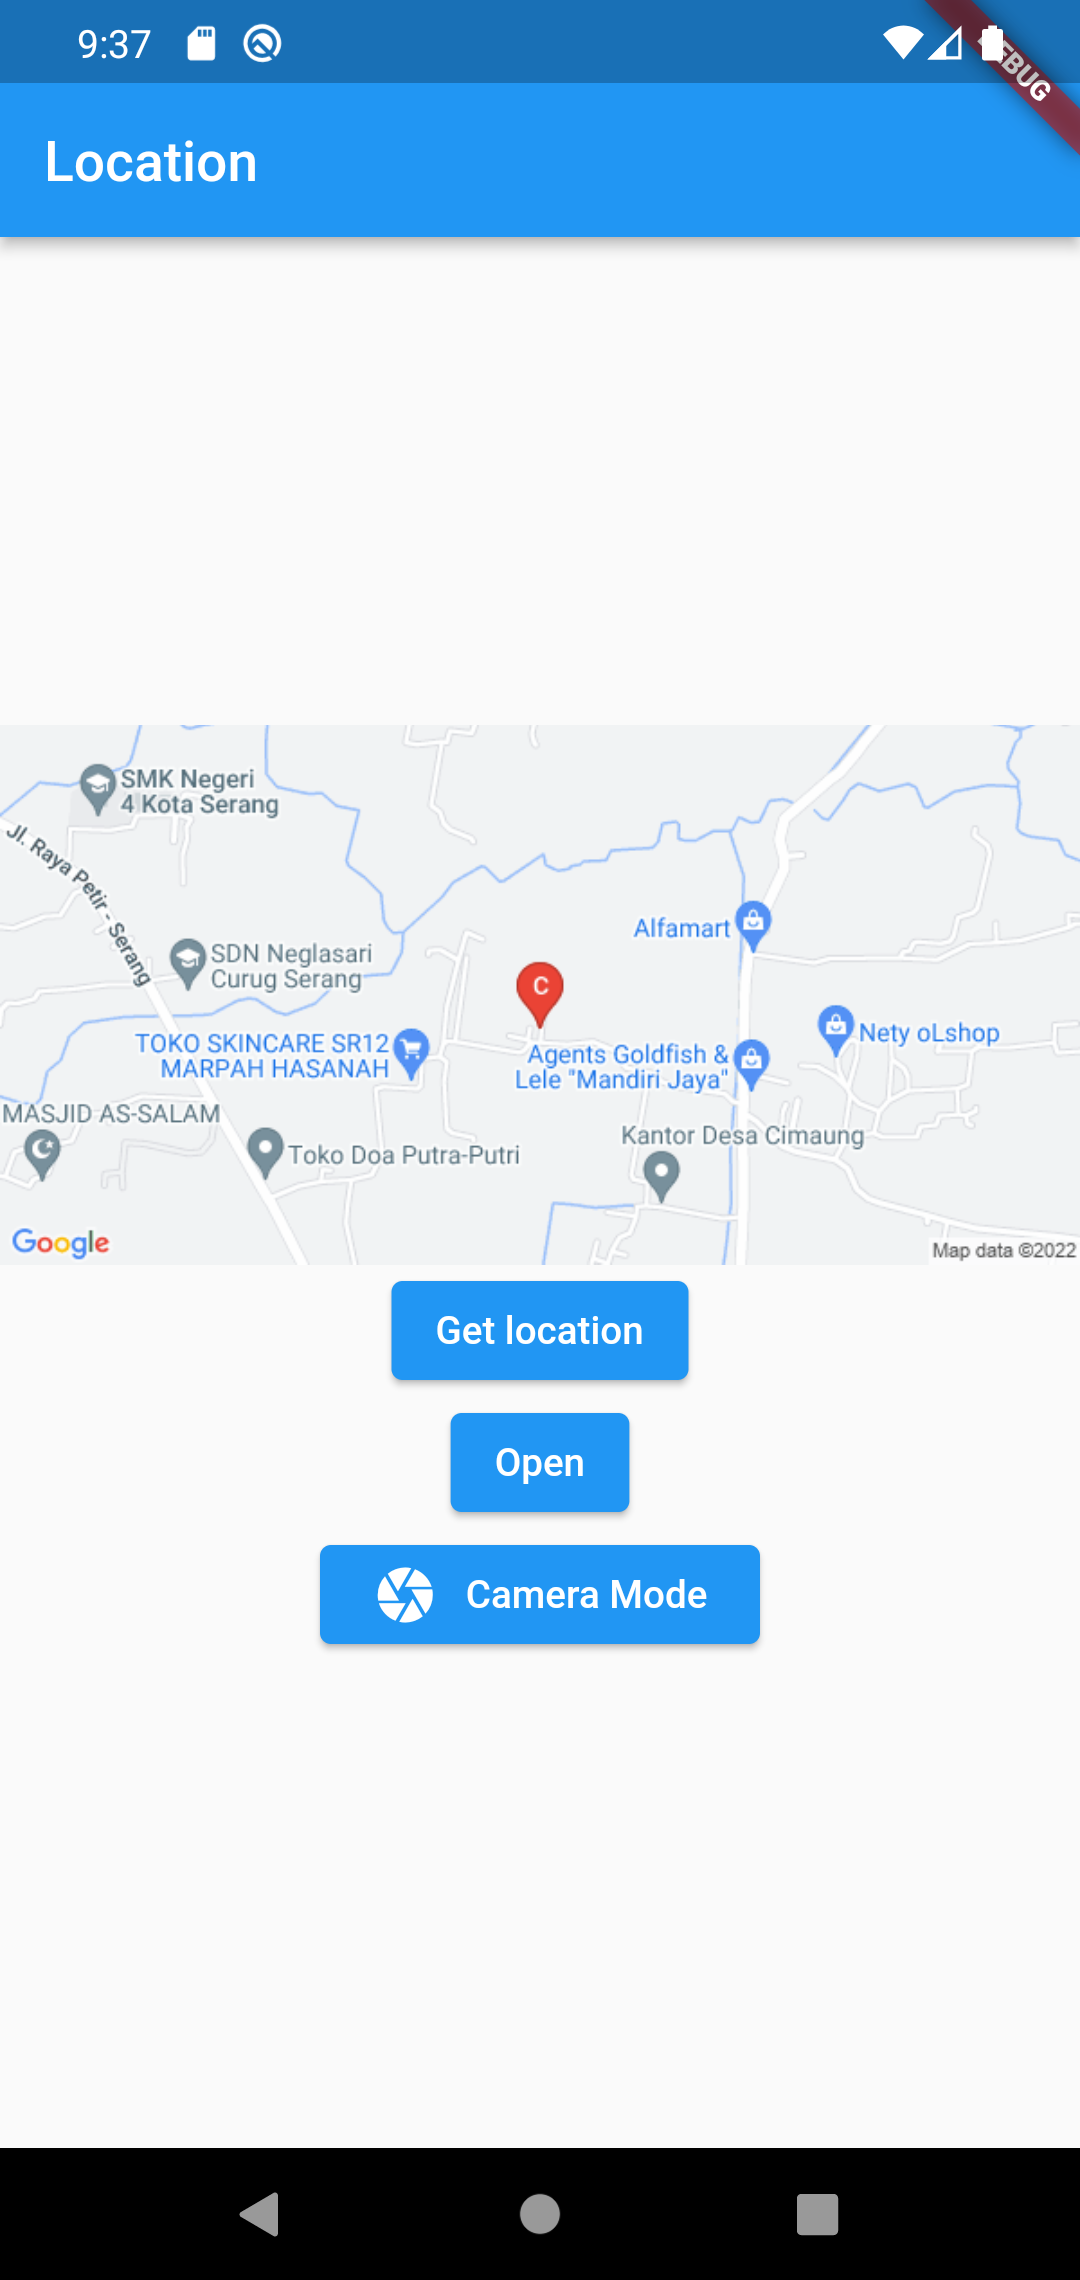 9:37
DEBUG
Location
SMK Negeri
4 Kota Serang
Jl. Raya Petir - Serang
Alfamart
SDN Neglasari
Curug Serang
C
Nety oLshop
TOKO SKINCARE SR12
MARPAH HASANAH
Agents Goldfish &
Lele "Mandiri Jaya"
MASJID AS-SALAM
Kantor Desa Cimaung
Toko Doa Putra-Putri
Google
Map data ©2022
Get location
Open
Camera Mode